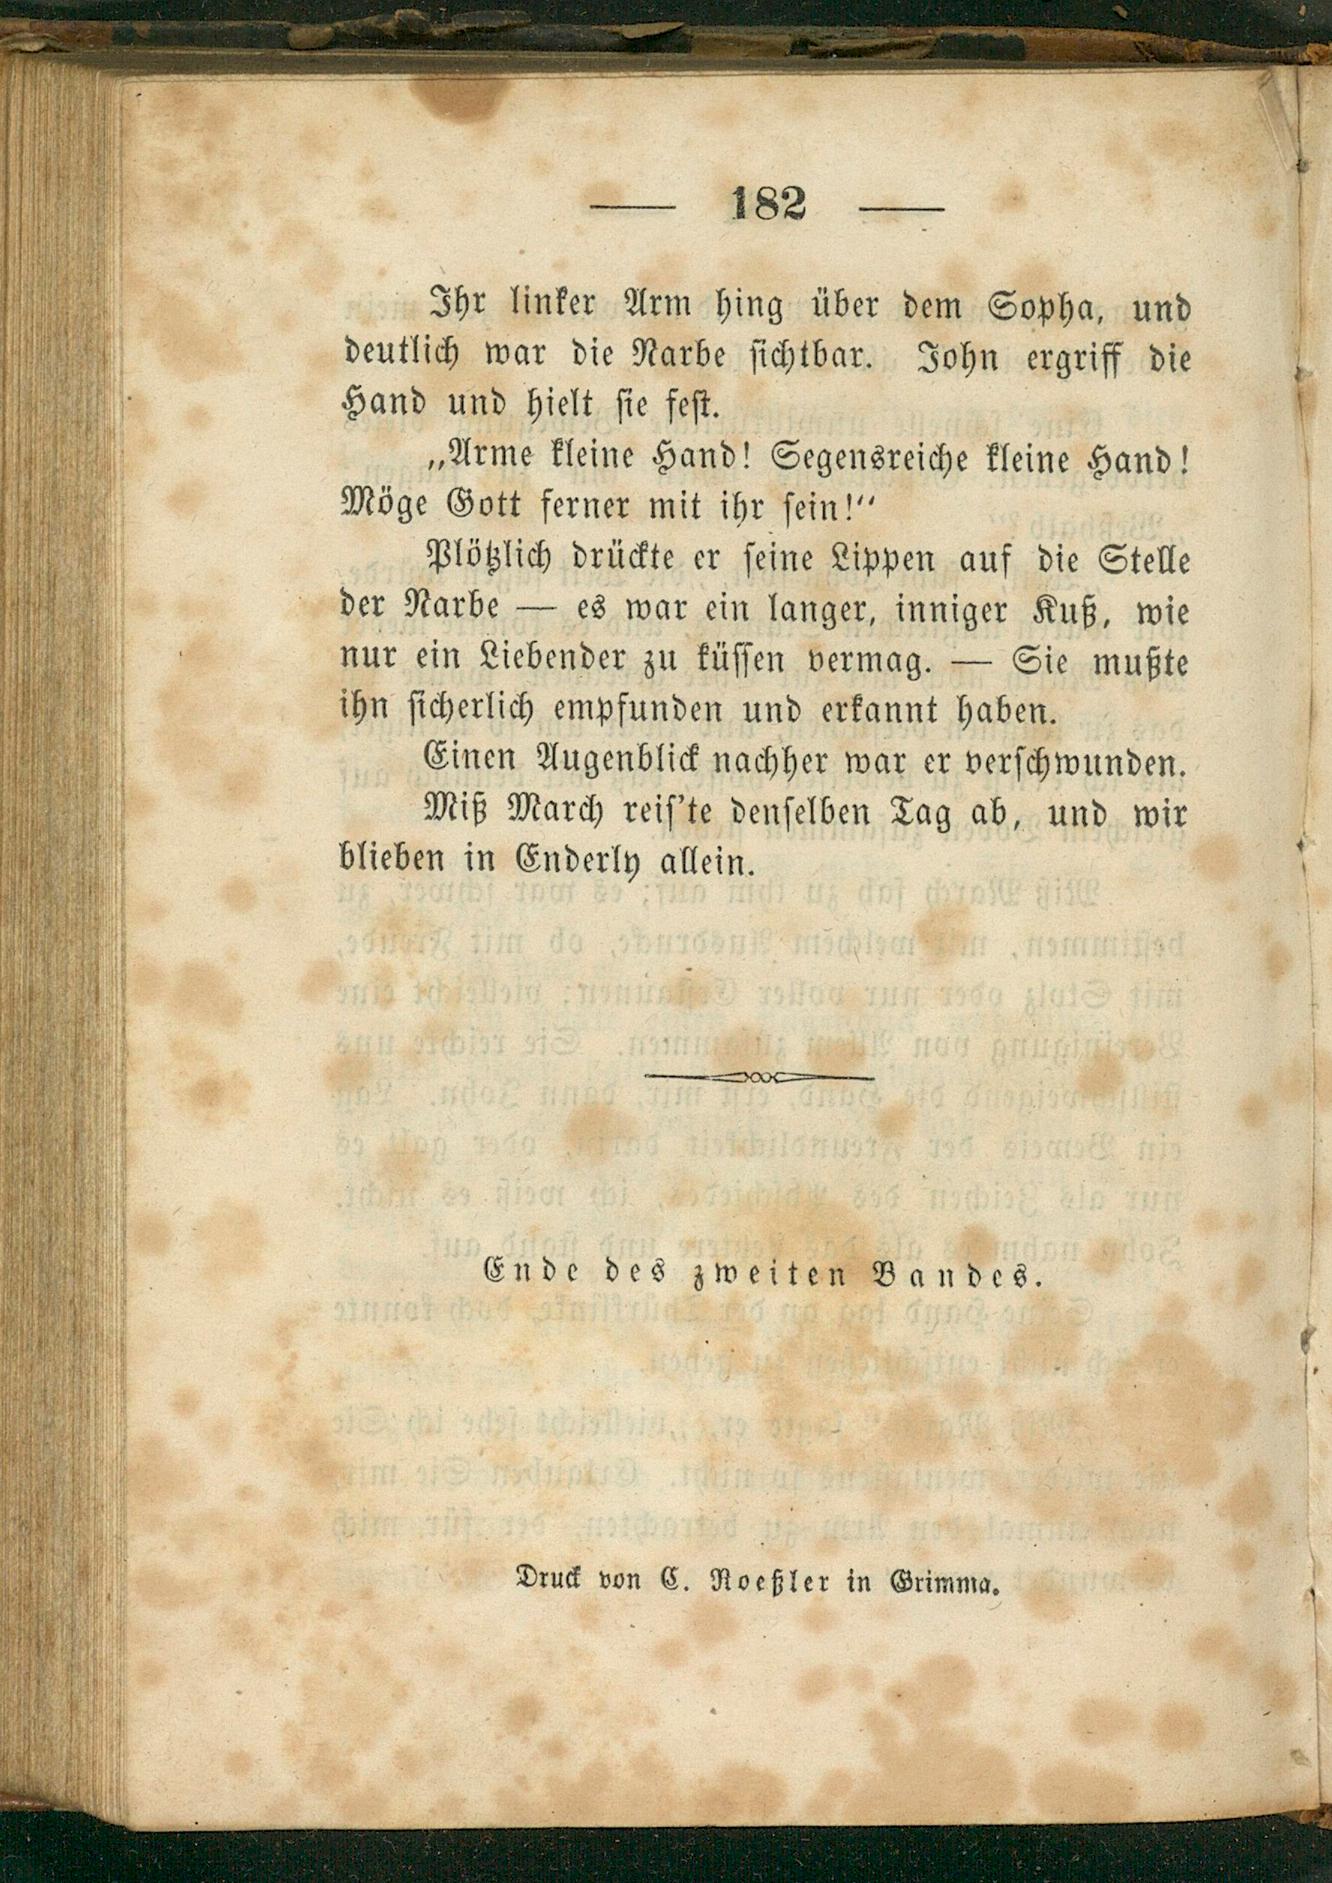 — 182 —
Ihr linker Arm hing über dem Sopha, und
deutlich war die Narbe sichtbar. John ergriff die
Hand und hielt sie fest.
„Arme kleine Hand! Segensreiche kleine Hand!
Möge Gott ferner mit ihr sein!“
Plötzlich drückte er seine Lippen auf die Stelle
der Narbe — es war ein langer, inniger Kuß, wie
nur ein Liebender zu küssen vermag. — Sie mußte
ihn sicherlich empfunden und erkannt haben.
Einen Augenblick nachher war er verschwunden.
Miß March reis'te denselben Tag ab, und wir
blieben in Enderly allein.
Ende des zweiten Bandes.
Druck von C. Roeßler in Grimma.